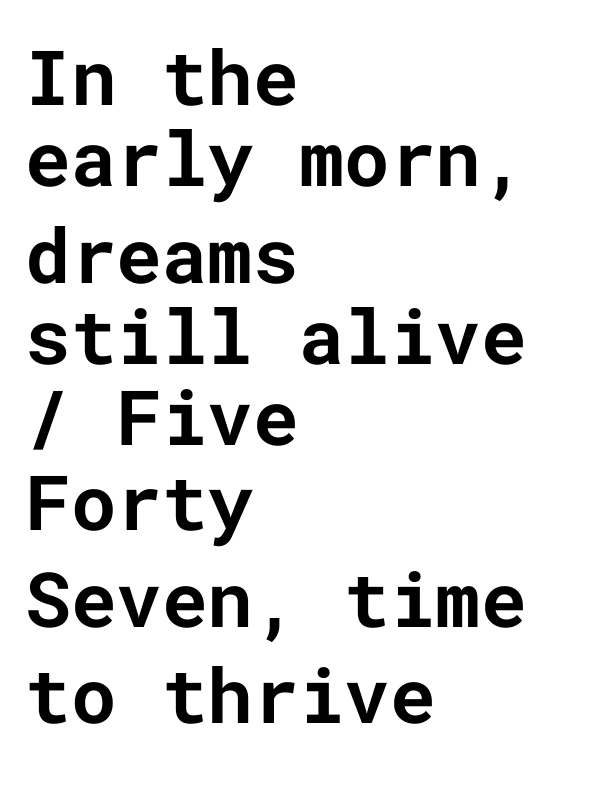 In the
early morn,
dreams
still alive
/ Five
Forty
Seven, time
to thrive